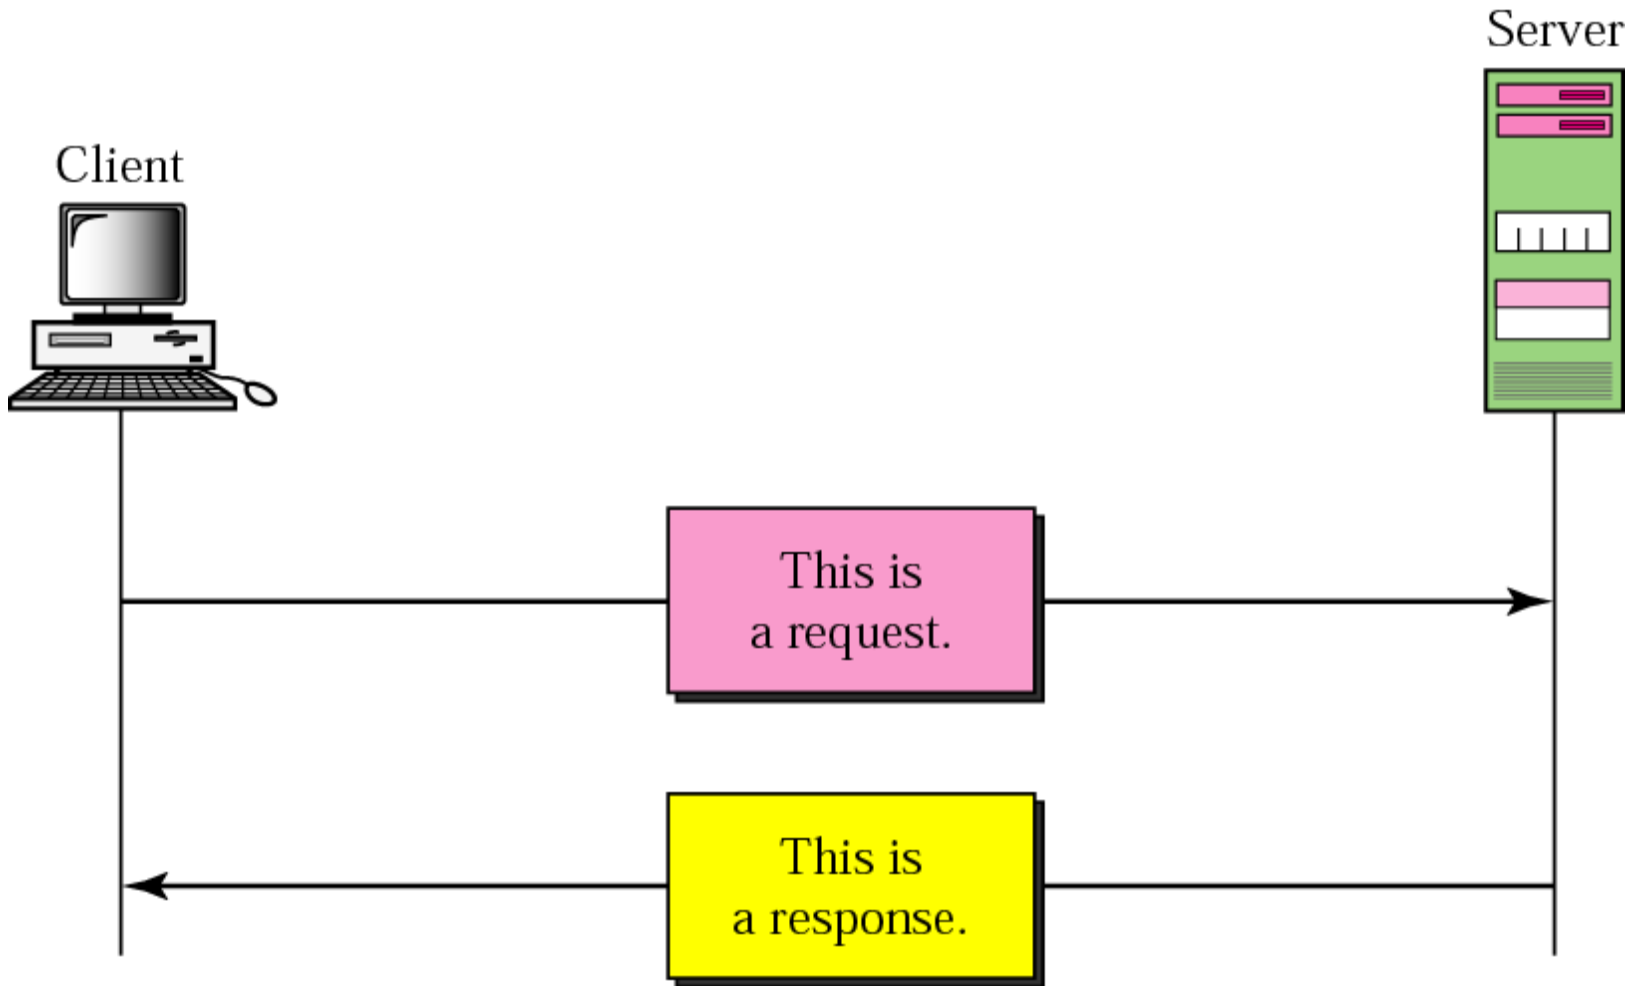 Server
Client
This is
a request.
This is
a response.